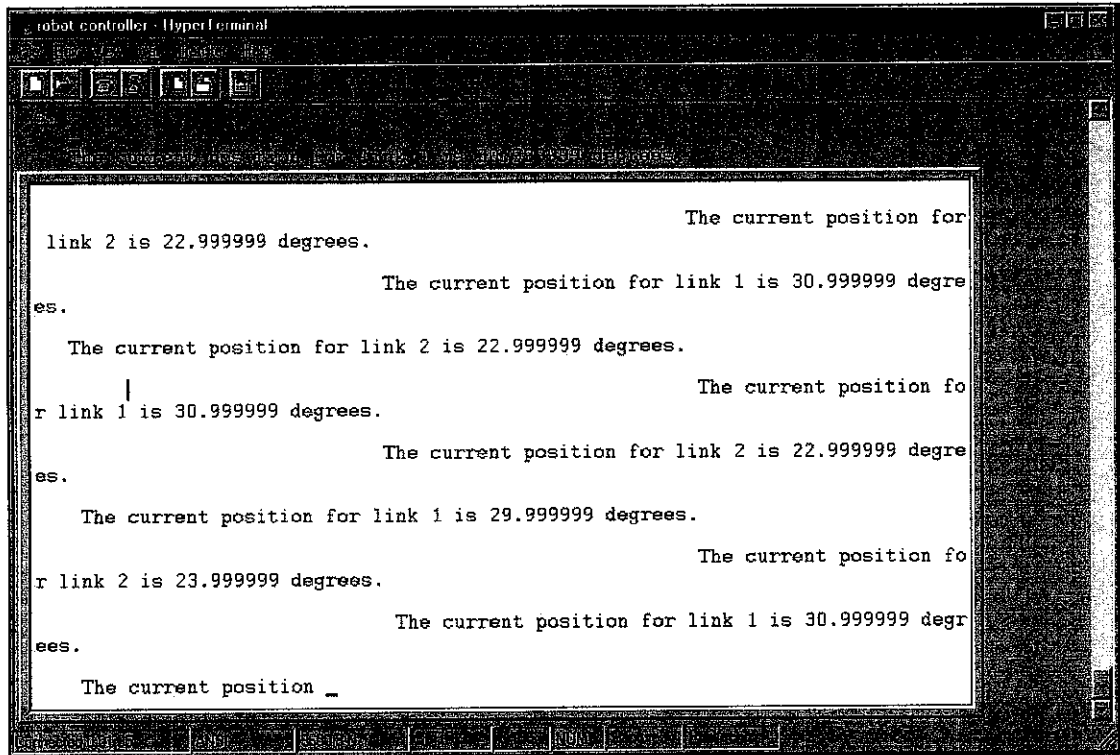 robot controller - HyperTerminal
The current position for
link 2 is 22.999999 degrees.
The current position for link 1 is 30.999999 degre
es.
The current position for link 2 is 22.999999 degrees.
The current position fo
r link 1 is 30.999999 degrees.
The current position for link 2 is 22.999999 degre
es.
The current position for link 1 is 29.999999 degrees.
The current position fo
r link 2 is 23.999999 degrees.
The current position for link 1 is 30.999999 degr
ees.
The current position _